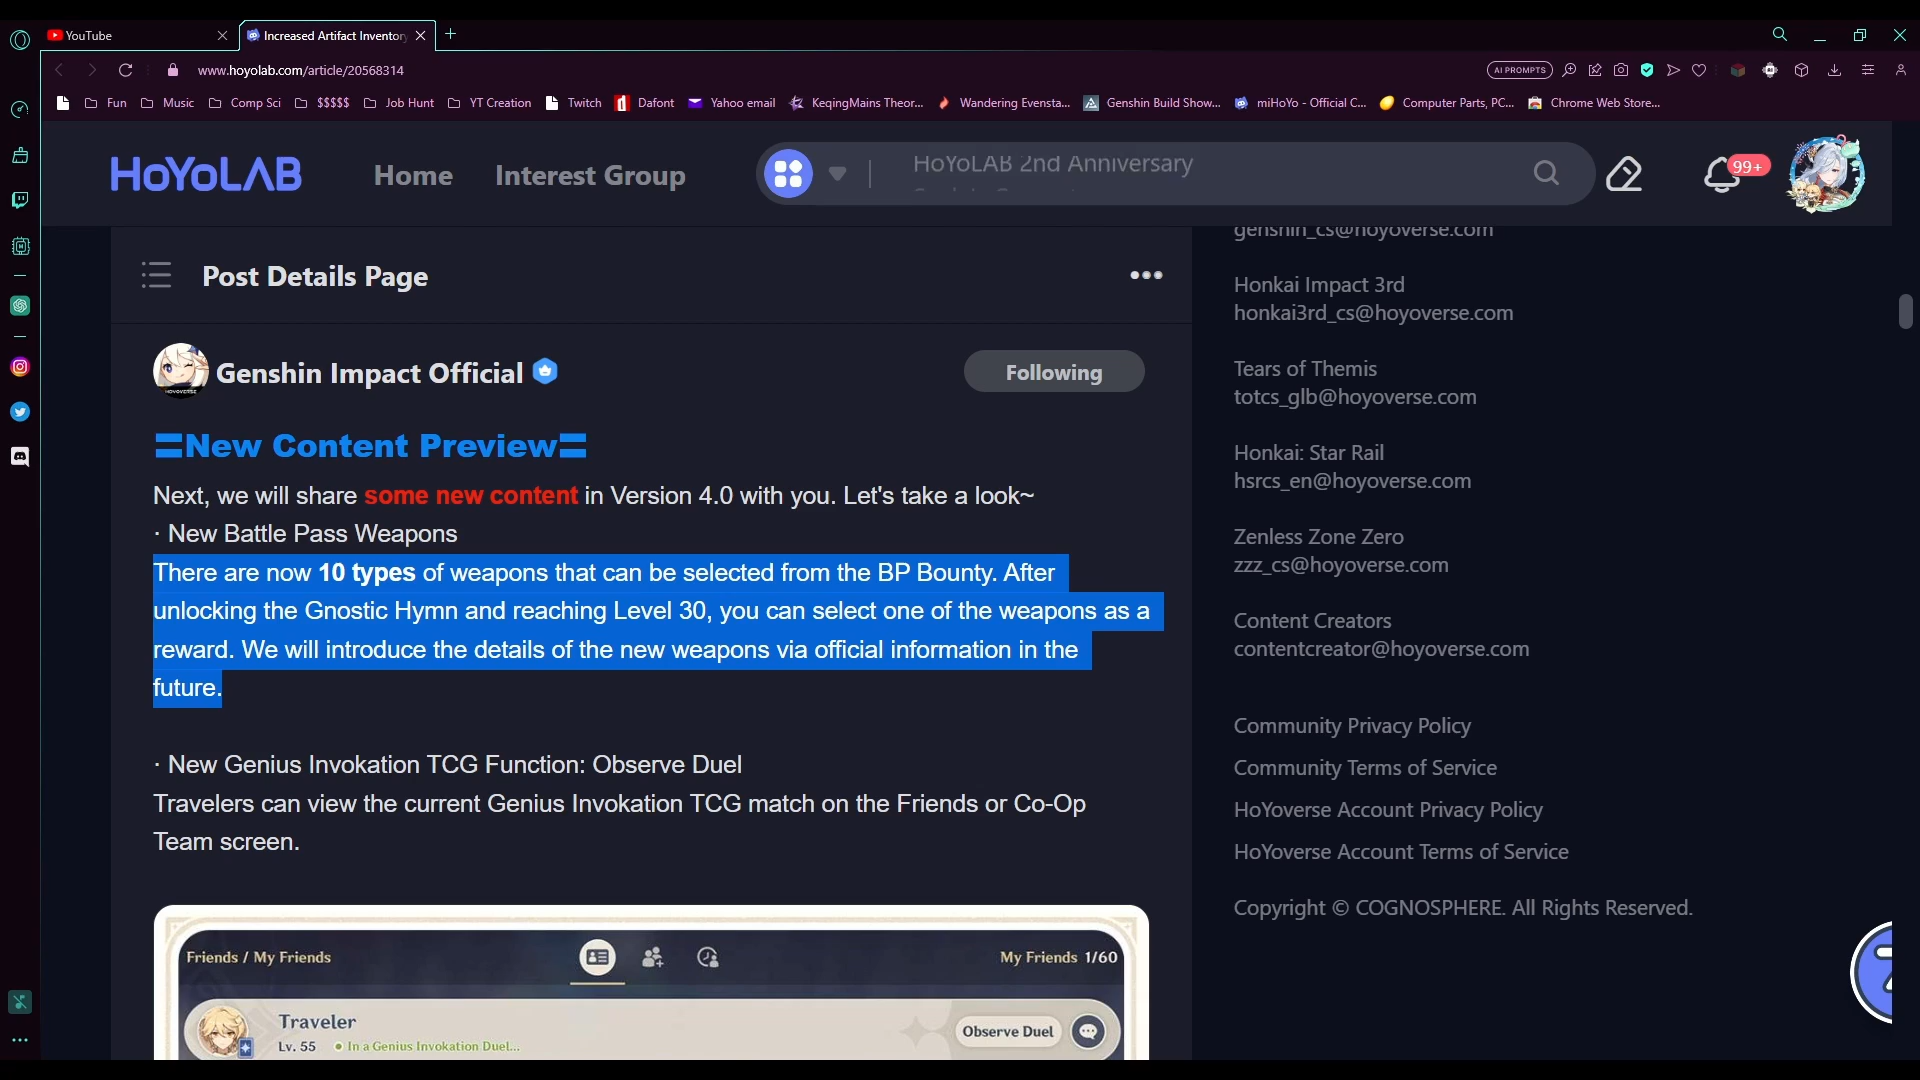 YouTube
Increased Artifact Inventory
www.hoyolab.com/article/20568314
AI PROMPTS
Fun
Music
Comp Sci
$$$$$
Job Hunt
YT Creation
Twitch
Dafont
Yahoo email
KeqingMains Theor...
Wandering Evensta...
Genshin Build Show...
miHoYo - Official C...
Computer Parts, PC...
Chrome Web Store...
HoYoLAB
Home
Interest Group
HoYoLAB 2nd Anniversary
99+
Post Details Page
Genshin Impact Official
HOYOVERSE
Following
〓New Content Preview〓
Next, we will share some new content in Version 4.0 with you. Let's take a look~
· New Battle Pass Weapons
There are now 10 types of weapons that can be selected from the BP Bounty. After
unlocking the Gnostic Hymn and reaching Level 30, you can select one of the weapons as a
reward. We will introduce the details of the new weapons via official information in the
future.
· New Genius Invokation TCG Function: Observe Duel
Travelers can view the current Genius Invokation TCG match on the Friends or Co-Op
Team screen.
Friends / My Friends
My Friends 1/60
Traveler
Lv. 55
In a Genius Invokation Duel...
Observe Duel
genshin_cs@hoyoverse.com
Honkai Impact 3rd
honkai3rd_cs@hoyoverse.com
Tears of Themis
totcs_glb@hoyoverse.com
Honkai: Star Rail
hsrcs_en@hoyoverse.com
Zenless Zone Zero
zzz_cs@hoyoverse.com
Content Creators
contentcreator@hoyoverse.com
Community Privacy Policy
Community Terms of Service
HoYoverse Account Privacy Policy
HoYoverse Account Terms of Service
Copyright © COGNOSPHERE. All Rights Reserved.